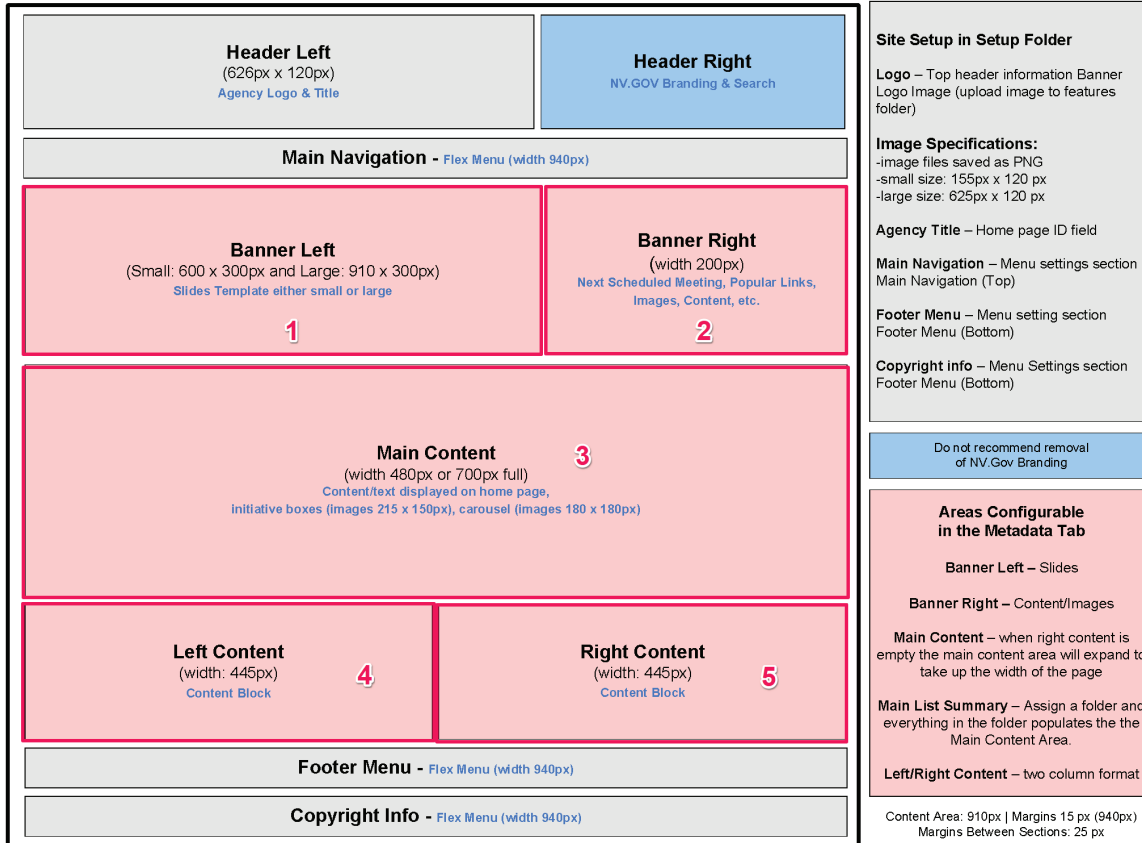 Header Left
(626px x 120px)
Agency Logo & Title
Header Right
NV.GOV Branding & Search
Main Navigation - Flex Menu (width 940px)
Banner Left
(Small: 600 x 300px and Large: 910 x 300px)
Slides Template either small or large
1
Banner Right
(width 200px)
Next Scheduled Meeting, Popular Links,
Images, Content, etc.
2
Main Content
3
(width 480px or 700px full)
Content/text displayed on home page,
initiative boxes (images 215 x 150px), carousel (images 180 x 180px)
Left Content
(width: 445px)
4
Content Block
Right Content
(width: 445px)
5
Content Block
Footer Menu - Flex Menu (width 940px)
Copyright Info - Flex Menu (width 940px)
Site Setup in Setup Folder
Logo – Top header information Banner
Logo Image (upload image to features
folder)
Image Specifications:
-image files saved as PNG
-small size: 155px x 120 px
-large size: 625px x 120 px
Agency Title – Home page ID field
Main Navigation – Menu settings section
Main Navigation (Top)
Footer Menu – Menu setting section
Footer Menu (Bottom)
Copyright info – Menu Settings section
Footer Menu (Bottom)
Do not recommend removal
of NV.Gov Branding
Areas Configurable
in the Metadata Tab
Banner Left – Slides
Banner Right – Content/Images
Main Content – when right content is
empty the main content area will expand to
take up the width of the page
Main List Summary – Assign a folder and
everything in the folder populates the the
Main Content Area.
Left/Right Content – two column format
Content Area: 910px | Margins 15 px (940px)
Margins Between Sections: 25 px